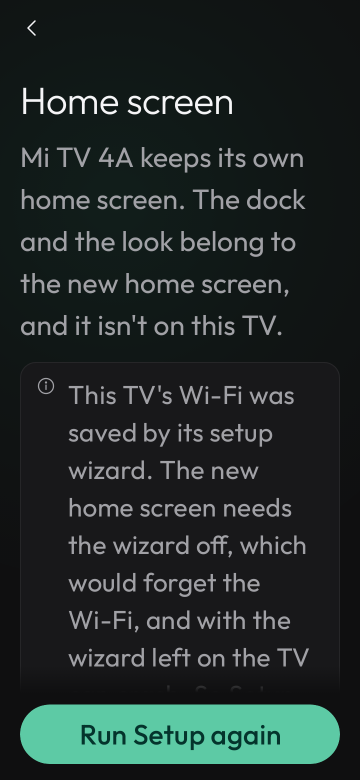 Home screen
Mi TV 4A keeps its own
home screen. The dock
and the look belong to
the new home screen,
and it isn't on this TV.
This TV's Wi-Fi was
saved by its setup
wizard. The new
home screen needs
the wizard off, which
would forget the
Wi-Fi, and with the
wizard left on the TV
Run Setup again